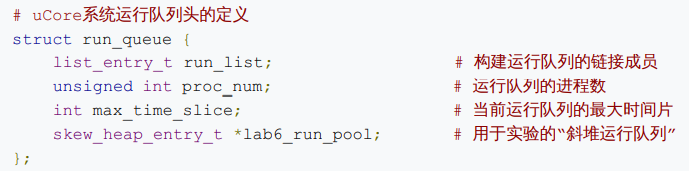 # uCore系统运行队列头的定义
struct run_queue {
    list_entry_t run_list;                    # 构建运行队列的链接成员
    unsigned int proc_num;                    # 运行队列的进程数
    int max_time_slice;                       # 当前运行队列的最大时间片
    skew_heap_entry_t *lab6_run_pool;         # 用于实验的“斜堆运行队列”
};